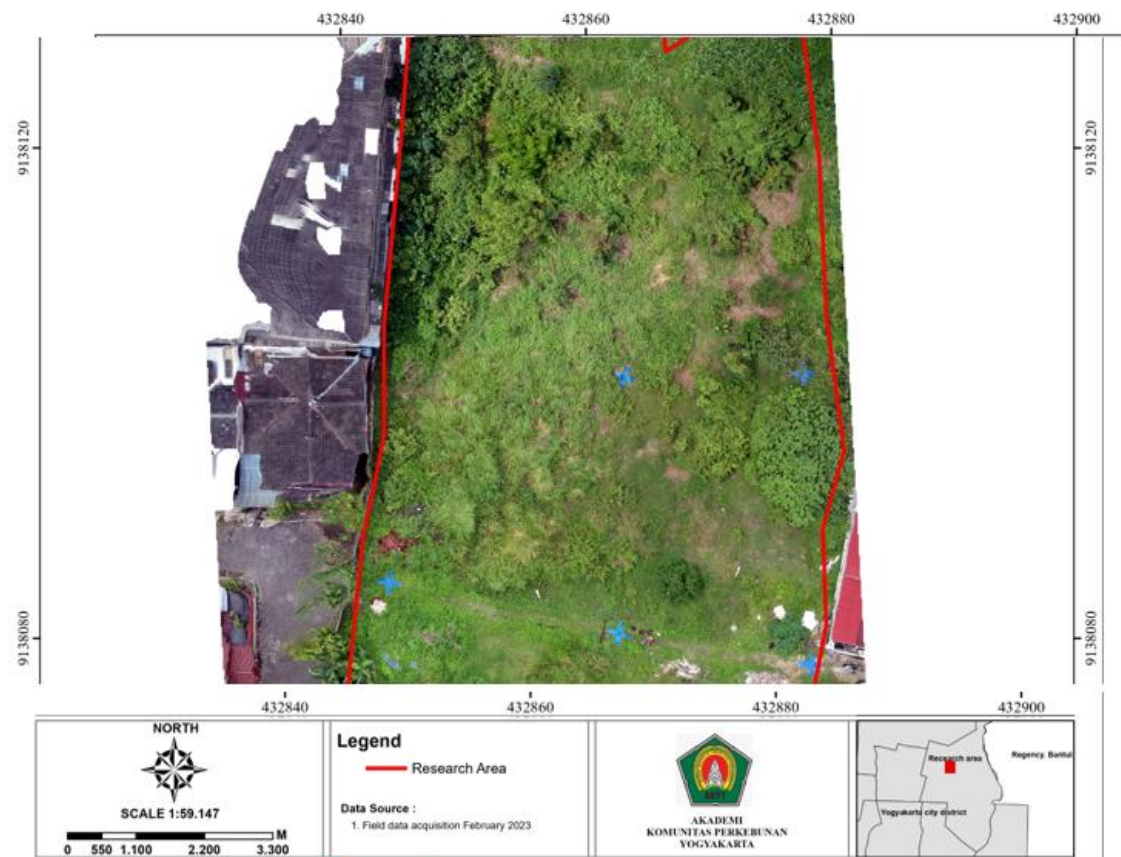 432840 432860 432880 432900
9138120 9138120
9138080 9138080
432840 432860 432880 432900
NORTH
SCALE 1:59.147
M
0 550 1.100 2.200 3.300
Legend
Research Area
Data Source :
1. Field data acquisition February 2023
AKADEMI
KOMUNITAS PERKEBUNAN
YOGYAKARTA
Research area
Regency. Bantul
Yogyakarta city district